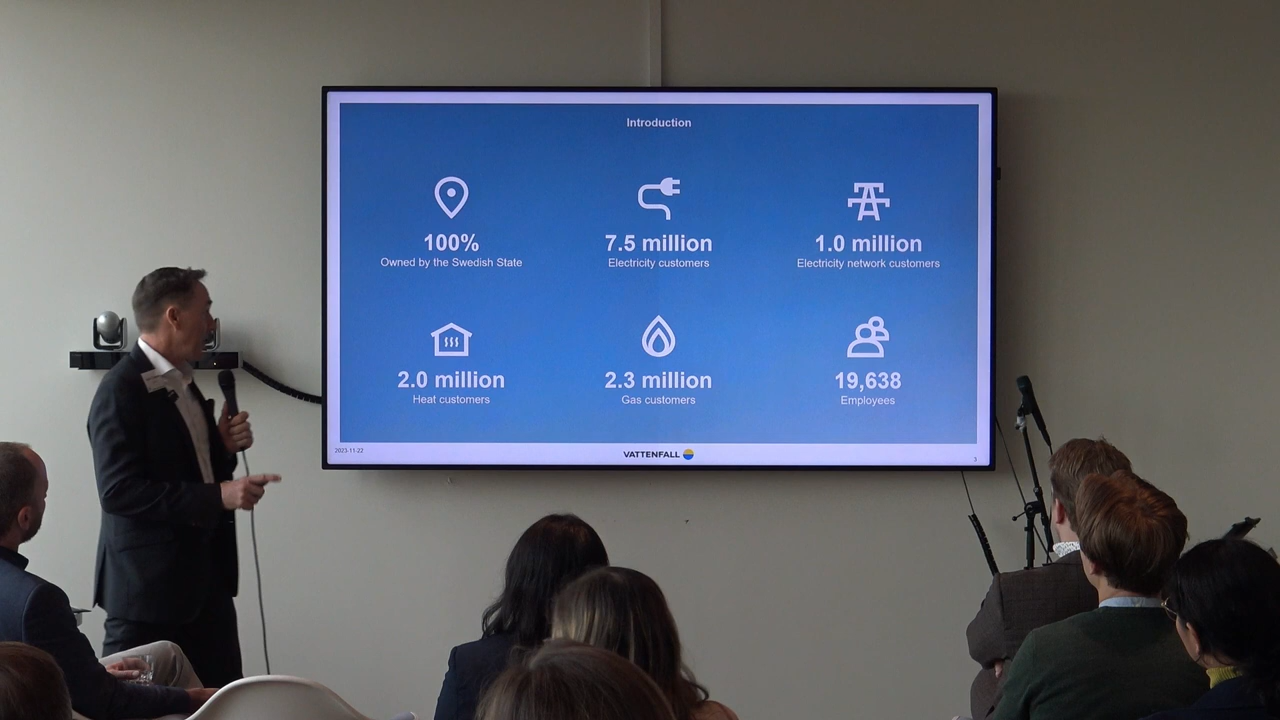 Introduction
100%
Owned by the Swedish State
7.5 million
Electricity customers
1.0 million
Electricity network customers
2.0 million
Heat customers
2.3 million
Gas customers
19,638
Employees
2023-11-22
VATTENFALL
3